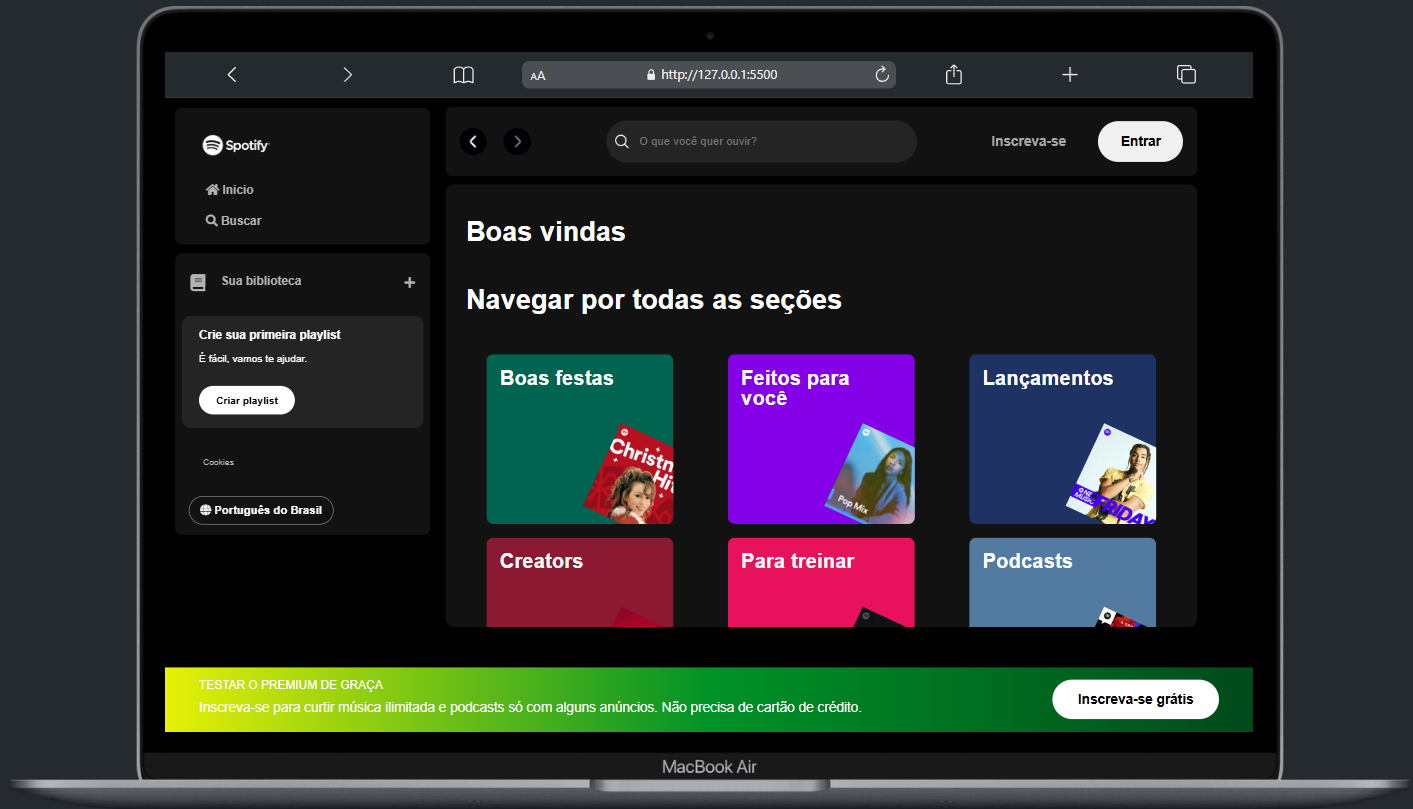 AA
http://127.0.0.1:5500
Spotify
Inicio
Buscar
O que você quer ouvir?
Inscreva-se
Entrar
Sua biblioteca
Crie sua primeira playlist
É fácil, vamos te ajudar.
Criar playlist
Cookies
Português do Brasil
Boas vindas
Navegar por todas as seções
Boas festas
Christm
Hit
Feitos para
você
Pop Mix
Lançamentos
FRIDAY
Creators
Para treinar
Podcasts
TESTAR O PREMIUM DE GRAÇA
Inscreva-se para curtir música ilimitada e podcasts só com alguns anúncios. Não precisa de cartão de crédito.
Inscreva-se grátis
MacBook Air